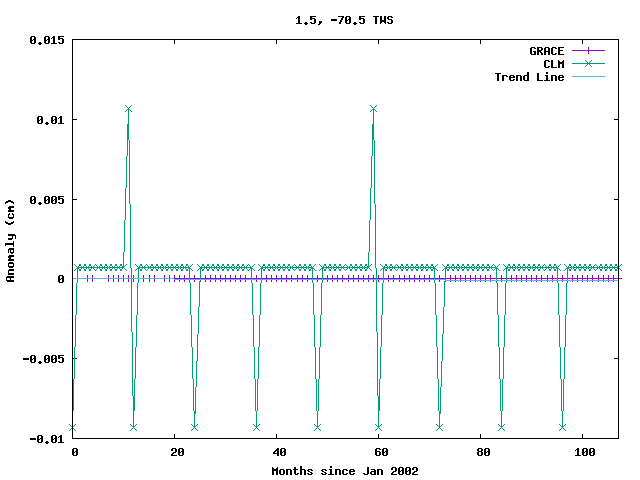 1.5, -70.5 TWS
GRACE
CLM
Trend Line
0.015
0.01
0.005
0
-0.005
-0.01
Anomaly (cm)
0 20 40 60 80 100
Months since Jan 2002